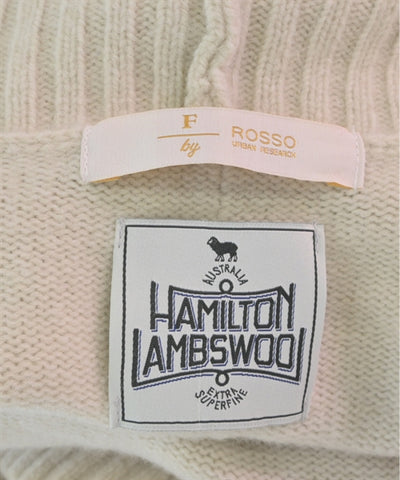 F
by
ROSSO
URBAN RESEARCH
AUSTRALIA
HAMILTON
LAMBSWOOL
EXTRA
SUPERFINE